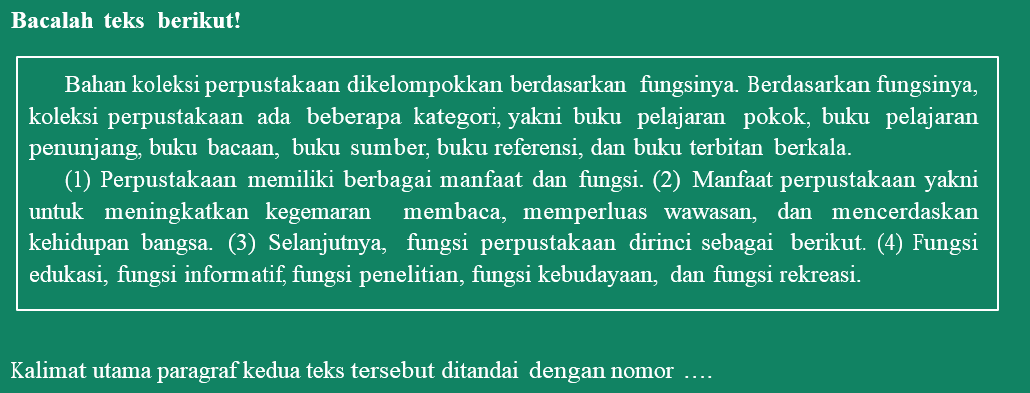 Bacalah teks berikut!
Bahan koleksi perpustakaan dikelompokkan berdasarkan fungsinya. Berdasarkan fungsinya,
koleksi perpustakaan ada beberapa kategori, yakni buku pelajaran pokok, buku pelajaran
penunjang, buku bacaan, buku sumber, buku referensi, dan buku terbitan berkala.
(1) Perpustakaan memiliki berbagai manfaat dan fungsi. (2) Manfaat perpustakaan yakni
untuk meningkatkan kegemaran membaca, memperluas wawasan, dan mencerdaskan
kehidupan bangsa. (3) Selanjutnya, fungsi perpustakaan dirinci sebagai berikut. (4) Fungsi
edukasi, fungsi informatif, fungsi penelitian, fungsi kebudayaan, dan fungsi rekreasi.
Kalimat utama paragraf kedua teks tersebut ditandai dengan nomor ….